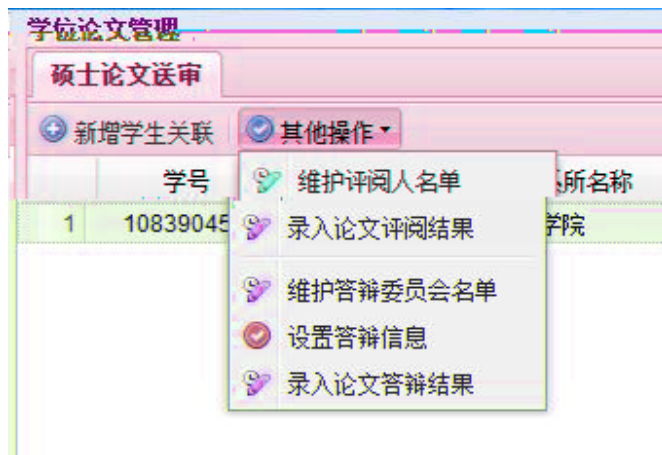 学位论文管理
硕士论文送审
新增学生关联 其他操作
学号 所名称
1 10839045 学院
维护评阅人名单
录入论文评阅结果
维护答辩委员会名单
设置答辩信息
录入论文答辩结果